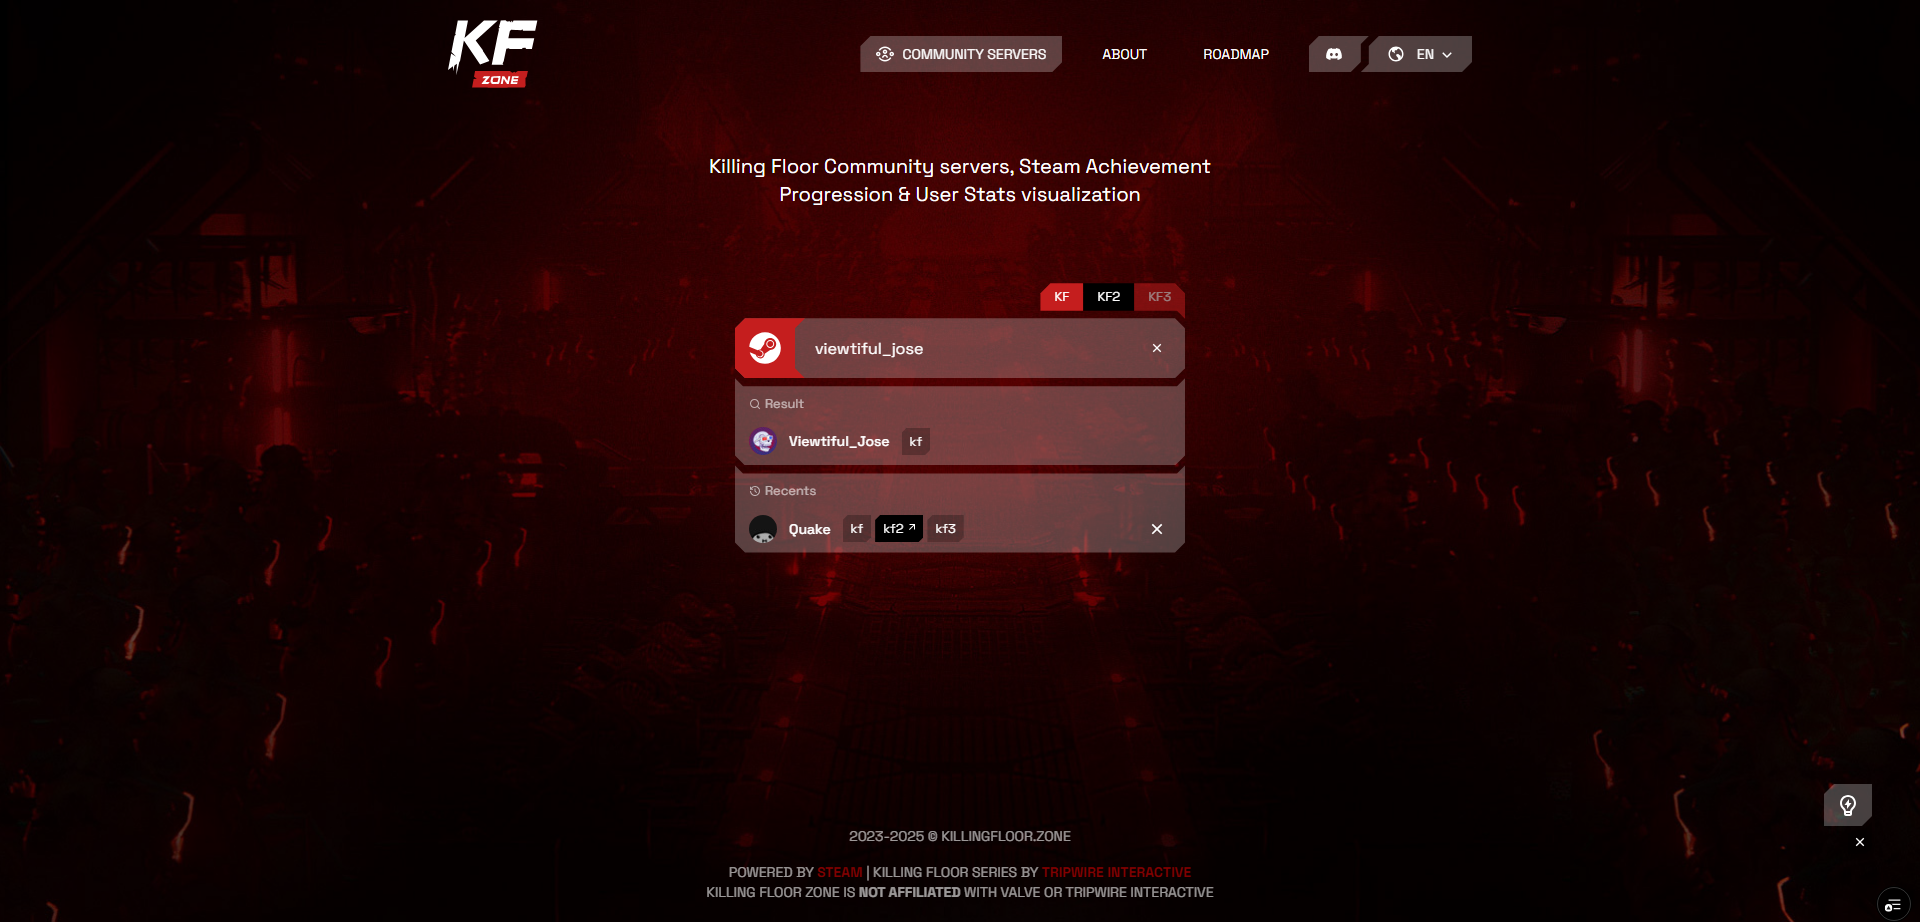 KF
ZONE
COMMUNITY SERVERS
ABOUT
ROADMAP
EN
Killing Floor Community servers, Steam Achievement
Progression & User Stats visualization
KF
KF2
KF3
viewtiful_jose
Result
Viewtiful_Jose
kf
Recents
Quake
kf
kf2
kf3
2023-2025 © KILLINGFLOOR.ZONE
POWERED BY STEAM | KILLING FLOOR SERIES BY TRIPWIRE INTERACTIVE
KILLING FLOOR ZONE IS NOT AFFILIATED WITH VALVE OR TRIPWIRE INTERACTIVE